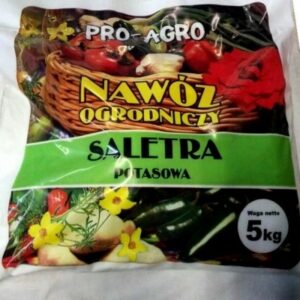 PRO-AGRO
NAWÓZ
OGRODNICZY
SALETRA
POTASOWA
Waga netto
5kg